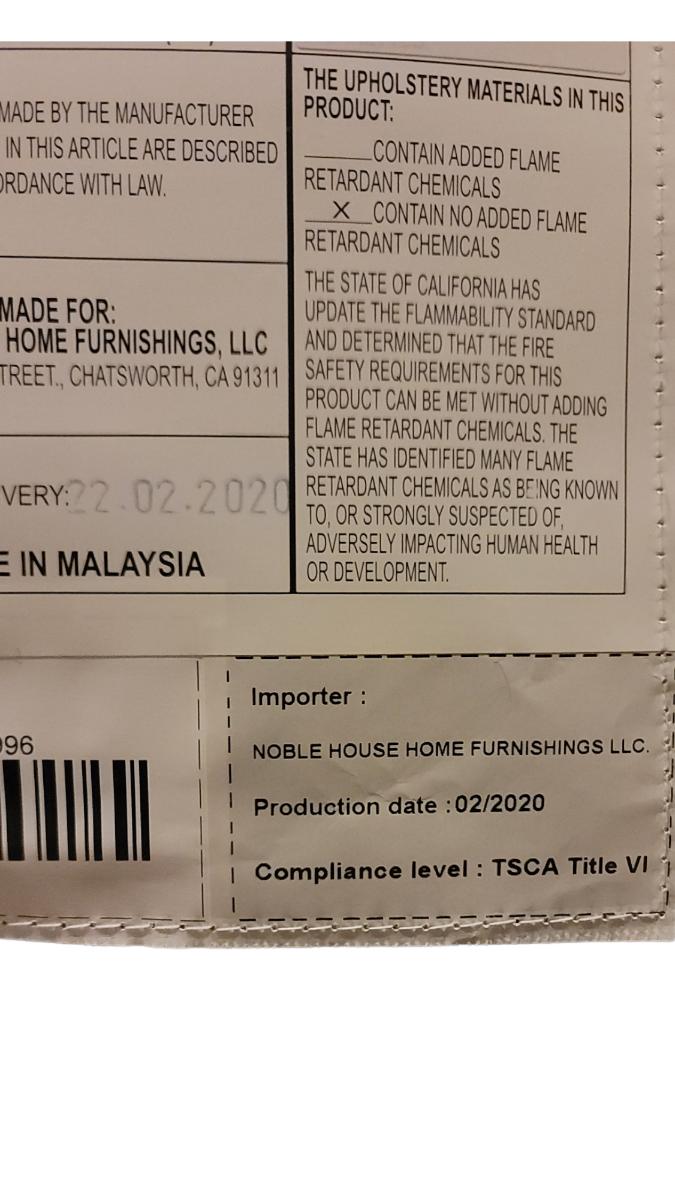 MADE BY THE MANUFACTURER
IN THIS ARTICLE ARE DESCRIBED
ORDANCE WITH LAW.
MADE FOR:
HOME FURNISHINGS, LLC
TREET., CHATSWORTH, CA 91311
VERY:22.02.2020
E IN MALAYSIA
THE UPHOLSTERY MATERIALS IN THIS
PRODUCT:
_____CONTAIN ADDED FLAME
RETARDANT CHEMICALS
__X__CONTAIN NO ADDED FLAME
RETARDANT CHEMICALS
THE STATE OF CALIFORNIA HAS
UPDATE THE FLAMMABILITY STANDARD
AND DETERMINED THAT THE FIRE
SAFETY REQUIREMENTS FOR THIS
PRODUCT CAN BE MET WITHOUT ADDING
FLAME RETARDANT CHEMICALS. THE
STATE HAS IDENTIFIED MANY FLAME
RETARDANT CHEMICALS AS BEING KNOWN
TO, OR STRONGLY SUSPECTED OF,
ADVERSELY IMPACTING HUMAN HEALTH
OR DEVELOPMENT.
996
Importer :
NOBLE HOUSE HOME FURNISHINGS LLC.
Production date :02/2020
Compliance level : TSCA Title VI